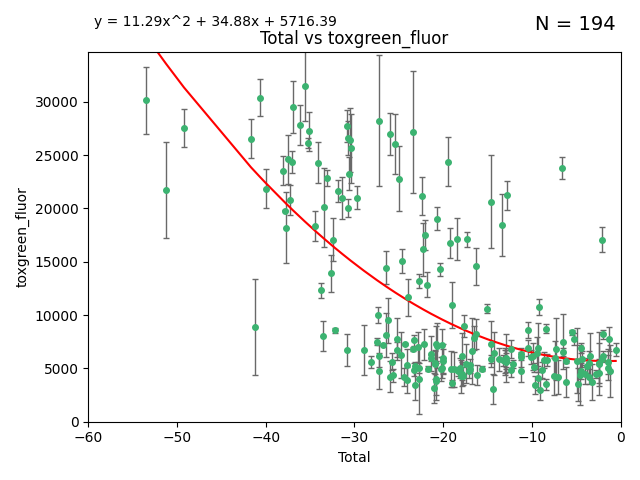 y = 11.29x^2 + 34.88x + 5716.39
N = 194
Total vs toxgreen_fluor
30000
25000
20000
15000
10000
5000
0
toxgreen_fluor
−60
−50
−40
−30
−20
−10
0
Total